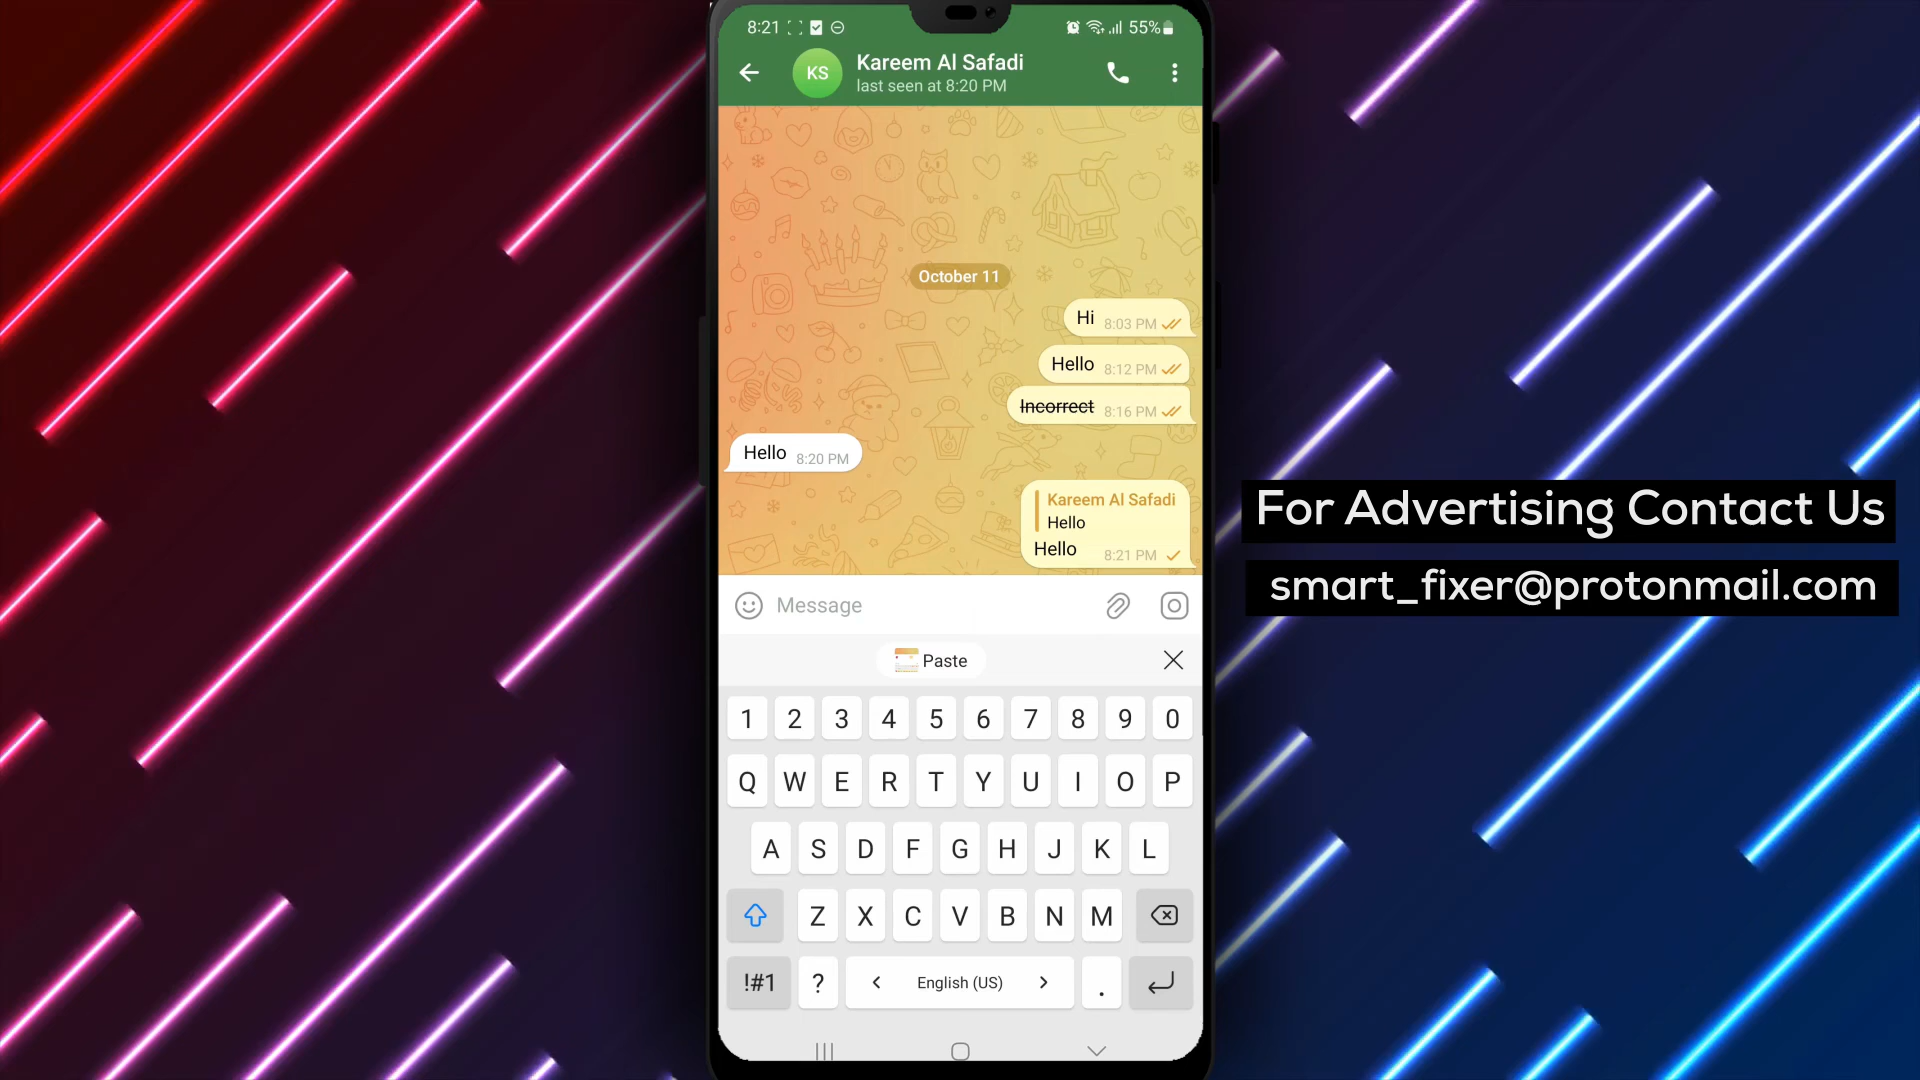 8:21
55%
KS
Kareem Al Safadi
last seen at 8:20 PM
October 11
Hi 8:03 PM
Hello 8:12 PM
Incorrect 8:16 PM
Hello 8:20 PM
Kareem Al Safadi
Hello
Hello 8:21 PM
Message
Paste
1 2 3 4 5 6 7 8 9 0
Q W E R T Y U I O P
A S D F G H J K L
Z X C V B N M
!#1 ? < English (US) > .
For Advertising Contact Us
smart_fixer@protonmail.com